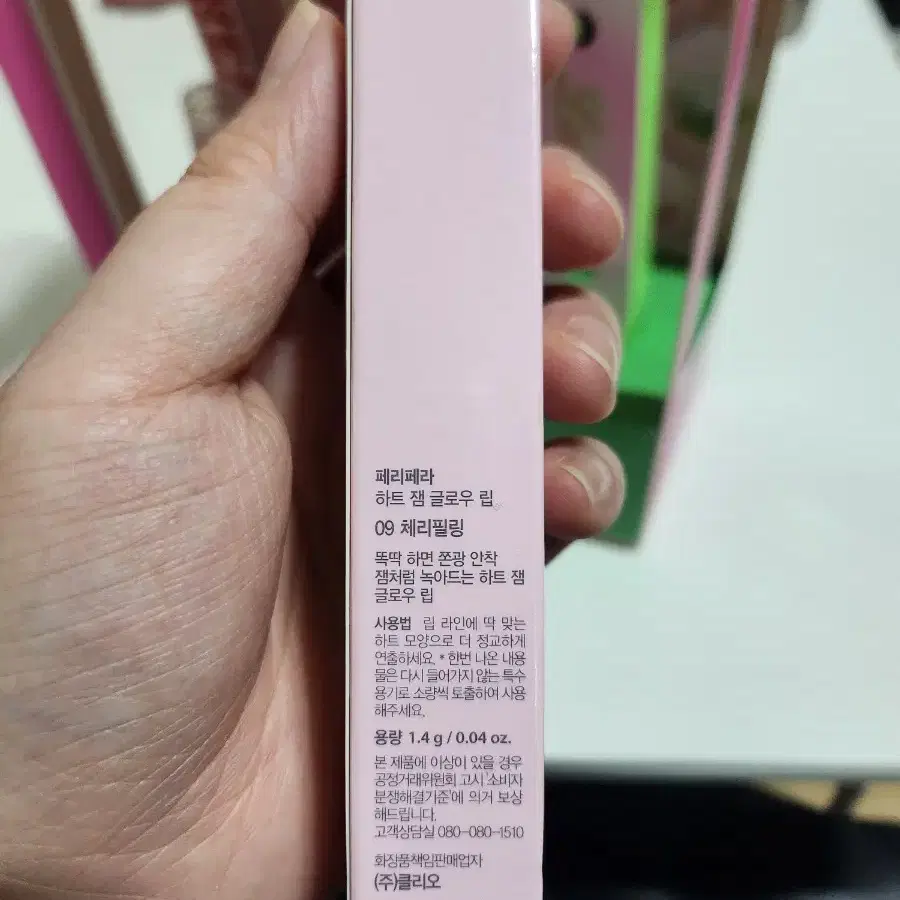 페리페라
하트 잼 글로우 립
09 체리필링
똑딱 하면 쫀광 안착
잼처럼 녹아드는 하트 잼
글로우 립
사용법 립 라인에 딱 맞는
하트 모양으로 더 정교하게
연출하세요. * 한번 나온 내용
물은 다시 들어가지 않는 특수
용기로 소량씩 토출하여 사용
해주세요.
용량 1.4 g / 0.04 oz.
본 제품에 이상이 있을 경우
공정거래위원회 고시 '소비자
분쟁해결기준'에 의거 보상
해드립니다.
고객상담실 080-080-1510
화장품책임판매업자
(주)클리오